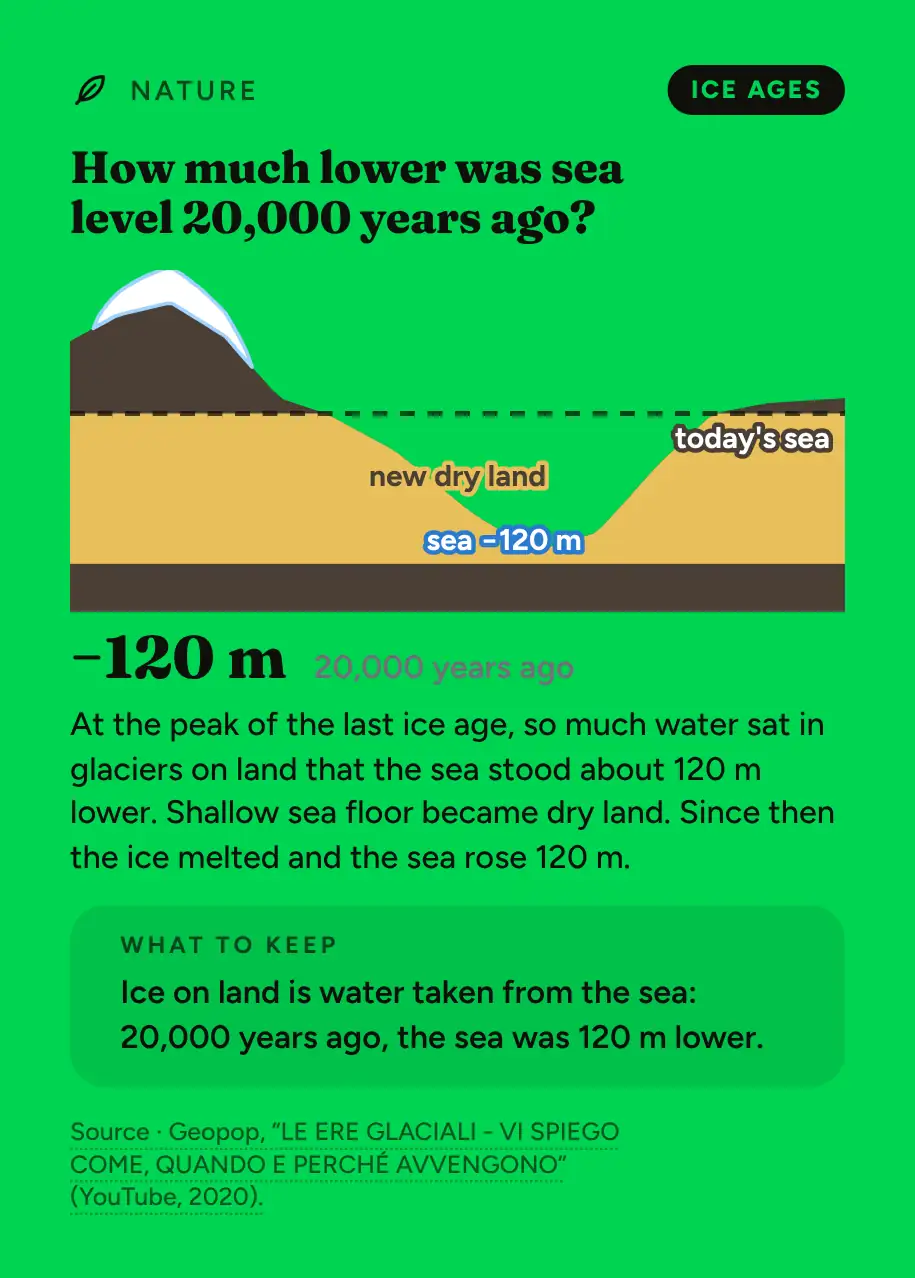 NATURE
ICE AGES
How much lower was sea
level 20,000 years ago?
today's sea
new dry land
sea −120 m
−120 m 20,000 years ago
At the peak of the last ice age, so much water sat in
glaciers on land that the sea stood about 120 m
lower. Shallow sea floor became dry land. Since then
the ice melted and the sea rose 120 m.
WHAT TO KEEP
Ice on land is water taken from the sea:
20,000 years ago, the sea was 120 m lower.
Source · Geopop, “LE ERE GLACIALI - VI SPIEGO
COME, QUANDO E PERCHÉ AVVENGONO”
(YouTube, 2020).